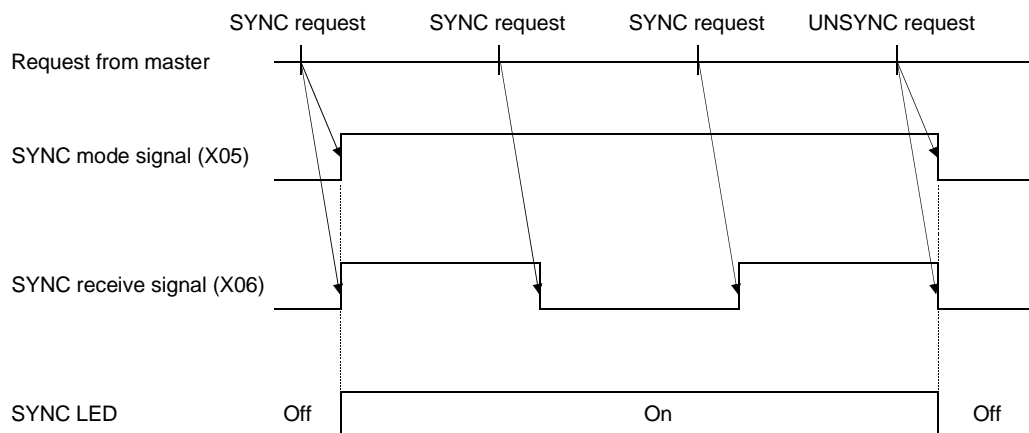 SYNC request SYNC request SYNC request UNSYNC request
Request from master
SYNC mode signal (X05)
SYNC receive signal (X06)
SYNC LED Off On Off